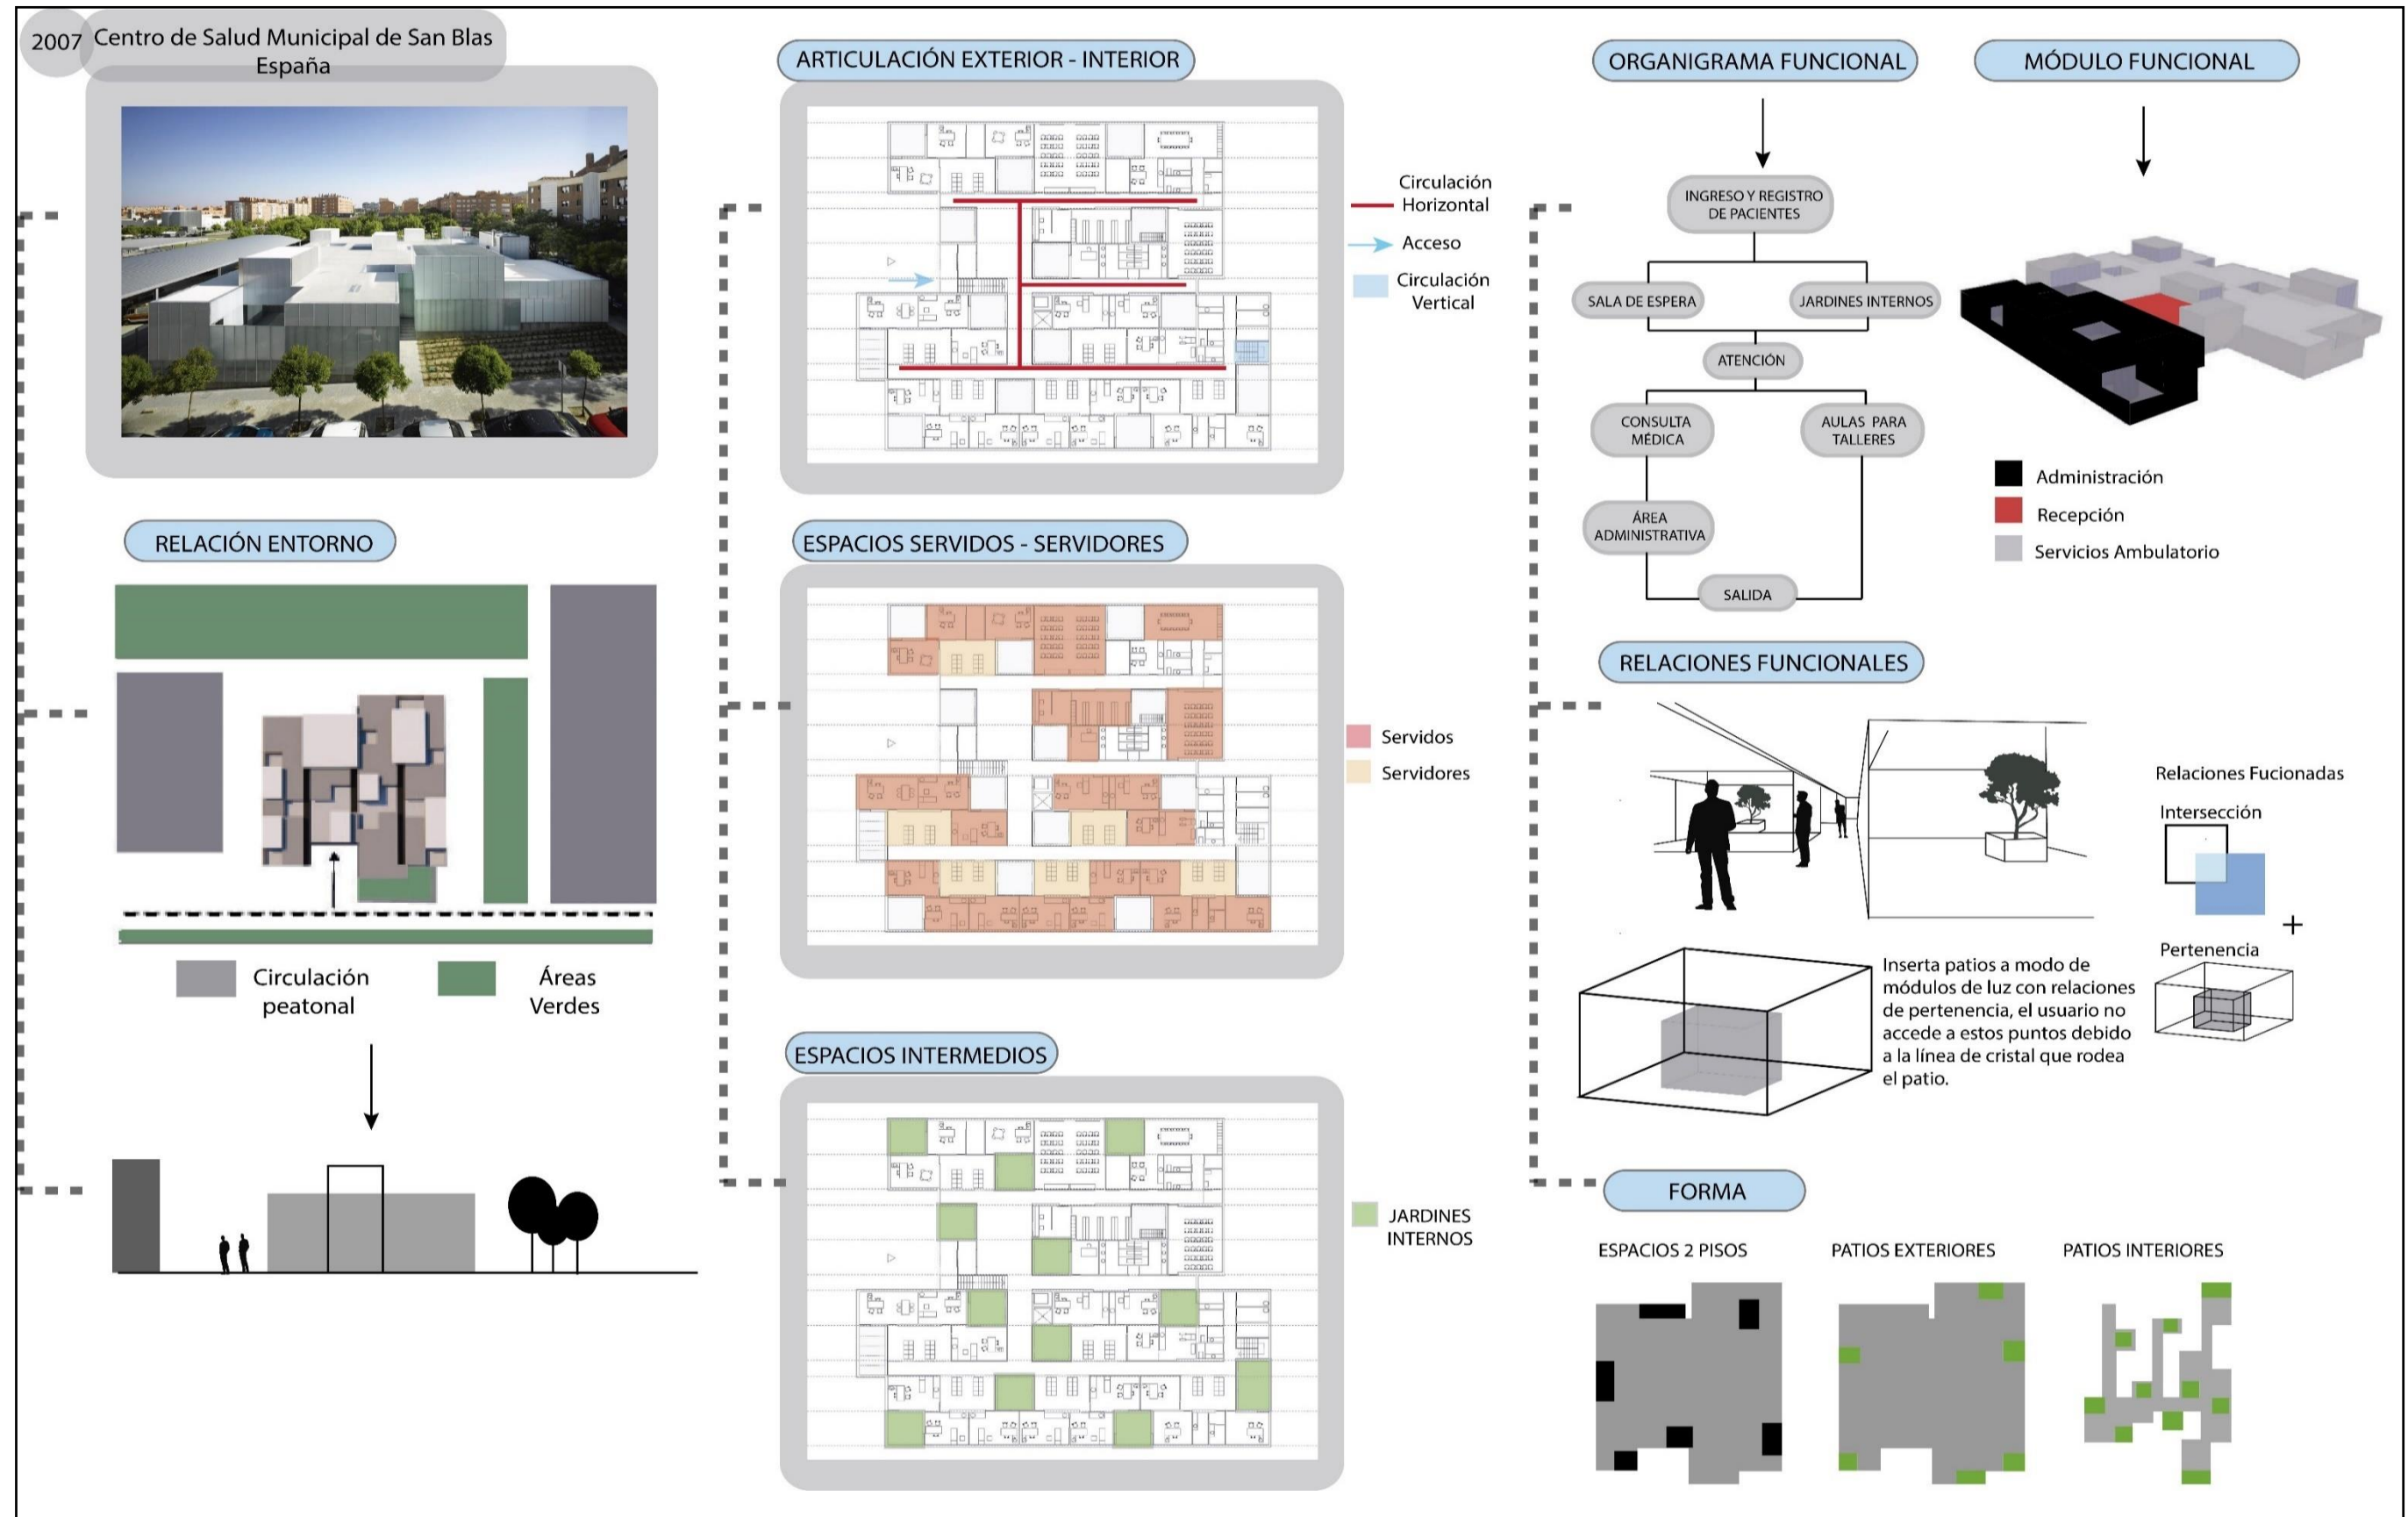 2007
Centro de Salud Municipal de San Blas
España
RELACIÓN ENTORNO
Circulación
peatonal
Áreas
Verdes
ARTICULACIÓN EXTERIOR - INTERIOR
Circulación
Horizontal
Acceso
Circulación
Vertical
ESPACIOS SERVIDOS - SERVIDORES
Servidos
Servidores
ESPACIOS INTERMEDIOS
JARDINES
INTERNOS
ORGANIGRAMA FUNCIONAL
INGRESO Y REGISTRO
DE PACIENTES
SALA DE ESPERA
JARDINES INTERNOS
ATENCIÓN
CONSULTA
MÉDICA
AULAS PARA
TALLERES
ÁREA
ADMINISTRATIVA
SALIDA
MÓDULO FUNCIONAL
Administración
Recepción
Servicios Ambulatorio
RELACIONES FUNCIONALES
Relaciones Fucionadas
Intersección
+
Pertenencia
Inserta patios a modo de
módulos de luz con relaciones
de pertenencia, el usuario no
accede a estos puntos debido
a la línea de cristal que rodea
el patio.
FORMA
ESPACIOS 2 PISOS
PATIOS EXTERIORES
PATIOS INTERIORES